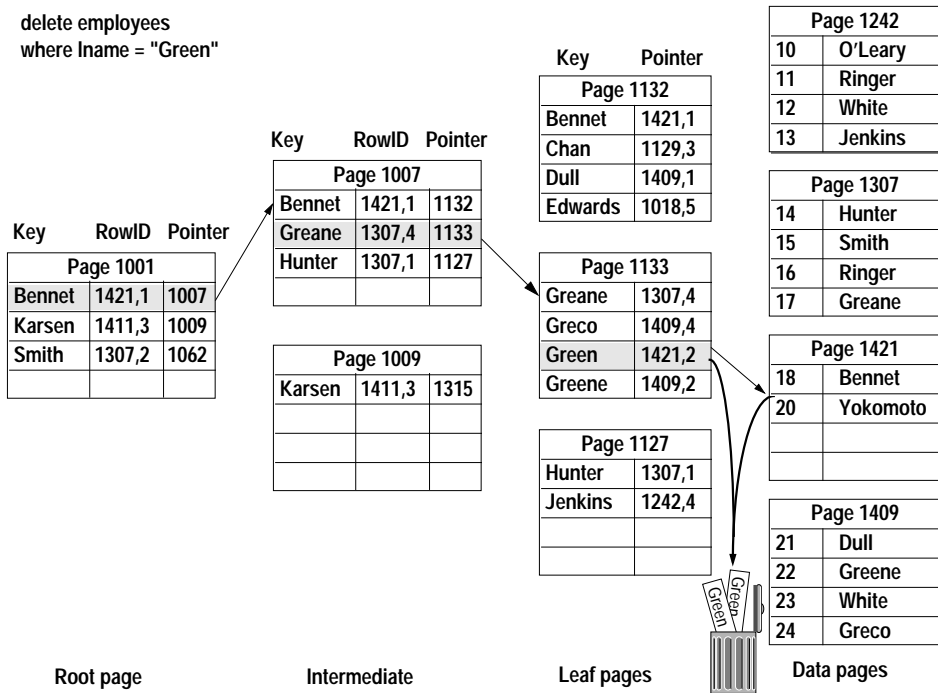 delete employees
where lname = "Green"
Key RowID Pointer
Page 1001
Bennet 1421,1 1007
Karsen 1411,3 1009
Smith 1307,2 1062
Root page
Key RowID Pointer
Page 1007
Bennet 1421,1 1132
Greane 1307,4 1133
Hunter 1307,1 1127
Page 1009
Karsen 1411,3 1315
Intermediate
Key Pointer
Page 1132
Bennet 1421,1
Chan 1129,3
Dull 1409,1
Edwards 1018,5
Page 1133
Greane 1307,4
Greco 1409,4
Green 1421,2
Greene 1409,2
Page 1127
Hunter 1307,1
Jenkins 1242,4
Leaf pages
Green
Green
Page 1242
10 O'Leary
11 Ringer
12 White
13 Jenkins
Page 1307
14 Hunter
15 Smith
16 Ringer
17 Greane
Page 1421
18 Bennet
20 Yokomoto
Page 1409
21 Dull
22 Greene
23 White
24 Greco
Data pages